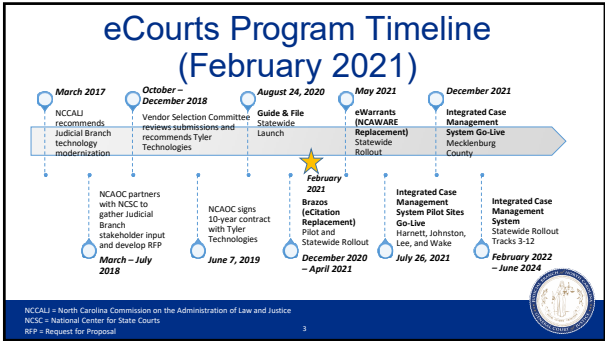 eCourts Program Timeline
(February 2021)
March 2017
NCCALJ
recommends
Judicial Branch
technology
modernization
October –
December 2018
Vendor Selection Committee
reviews submissions and
recommends Tyler
Technologies
August 24, 2020
Guide & File
Statewide
Launch
May 2021
eWarrants
(NCAWARE
Replacement)
Statewide
Rollout
December 2021
Integrated Case
Management
System Go-Live
Mecklenburg
County
February
2021
NCAOC partners
with NCSC to
gather Judicial
Branch
stakeholder input
and develop RFP
March – July
2018
NCAOC signs
10-year contract
with Tyler
Technologies
June 7, 2019
Brazos
(eCitation
Replacement)
Pilot and
Statewide Rollout
December 2020
– April 2021
Integrated Case
Management
System Pilot Sites
Go-Live
Harnett, Johnston,
Lee, and Wake
July 26, 2021
Integrated Case
Management
System
Statewide Rollout
Tracks 3-12
February 2022
– June 2024
NCCALJ = North Carolina Commission on the Administration of Law and Justice
NCSC = National Center for State Courts
RFP = Request for Proposal
3